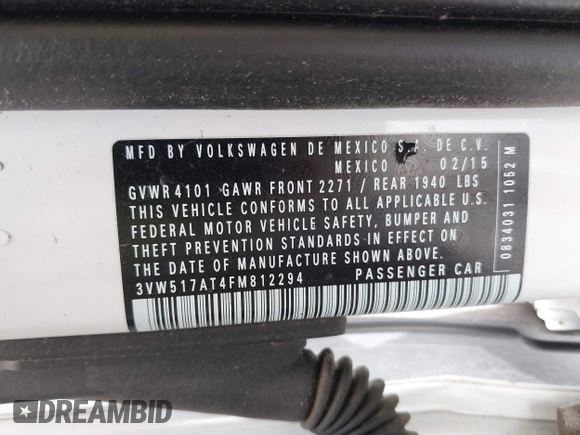 MFD BY VOLKSWAGEN DE MEXICO S.A. DE C.V.
MEXICO 02/15
GVWR 4101 GAWR FRONT 2271 / REAR 1940 LBS
THIS VEHICLE CONFORMS TO ALL APPLICABLE U.S.
FEDERAL MOTOR VEHICLE SAFETY, BUMPER AND
THEFT PREVENTION STANDARDS IN EFFECT ON
THE DATE OF MANUFACTURE SHOWN ABOVE.
3VW517AT4FM812294 PASSENGER CAR
0834031 1052 M
DREAMBID